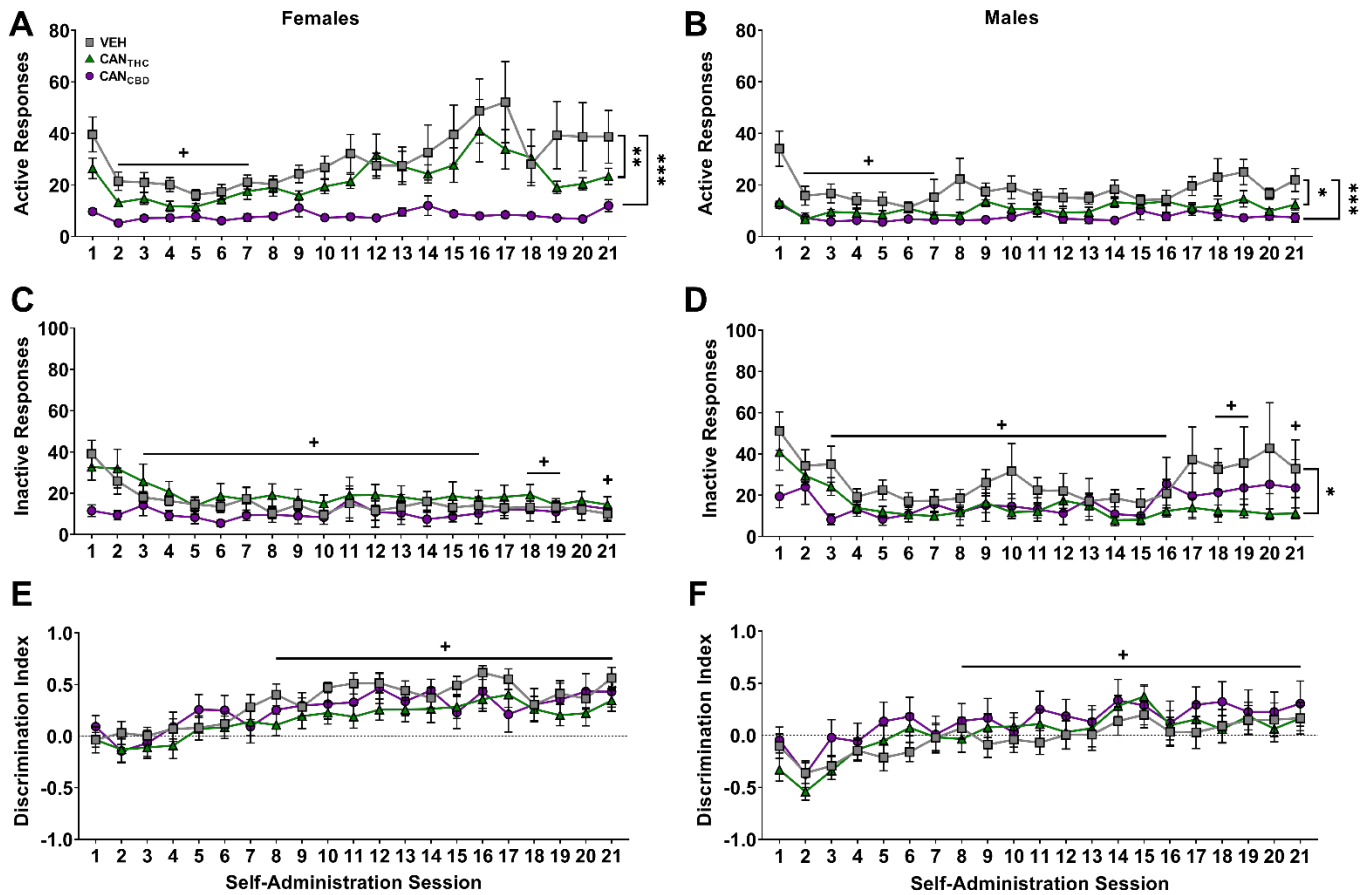 Females
Males
A
80
60
40
20
0
Active Responses
VEH
CANTHC
CANCBD
+
**
***
1 2 3 4 5 6 7 8 9 10 11 12 13 14 15 16 17 18 19 20 21
B
80
60
40
20
0
Active Responses
+
*
***
1 2 3 4 5 6 7 8 9 10 11 12 13 14 15 16 17 18 19 20 21
C
100
80
60
40
20
0
Inactive Responses
+
+
+
1 2 3 4 5 6 7 8 9 10 11 12 13 14 15 16 17 18 19 20 21
D
100
80
60
40
20
0
Inactive Responses
+
+
+
*
1 2 3 4 5 6 7 8 9 10 11 12 13 14 15 16 17 18 19 20 21
E
1.0
0.5
0.0
-0.5
-1.0
Discrimination Index
+
1 2 3 4 5 6 7 8 9 10 11 12 13 14 15 16 17 18 19 20 21
Self-Administration Session
F
1.0
0.5
0.0
-0.5
-1.0
Discrimination Index
+
1 2 3 4 5 6 7 8 9 10 11 12 13 14 15 16 17 18 19 20 21
Self-Administration Session